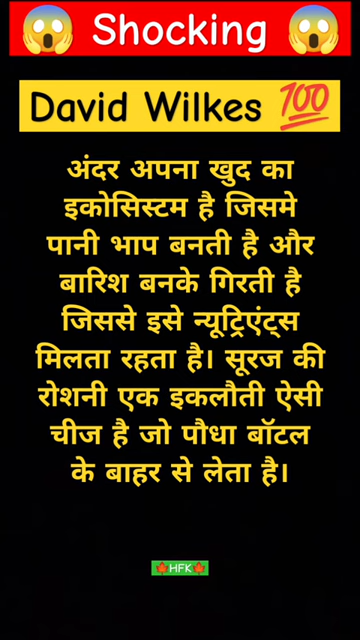 😱 Shocking 😱
David Wilkes 💯
अंदर अपना खुद का
इकोसिस्टम है जिसमे
पानी भाप बनती है और
बारिश बनके गिरती है
जिससे इसे न्यूट्रिएंट्स
मिलता रहता है। सूरज की
रोशनी एक इकलौती ऐसी
चीज है जो पौधा बॉटल
के बाहर से लेता है।
🍁HFK🍁